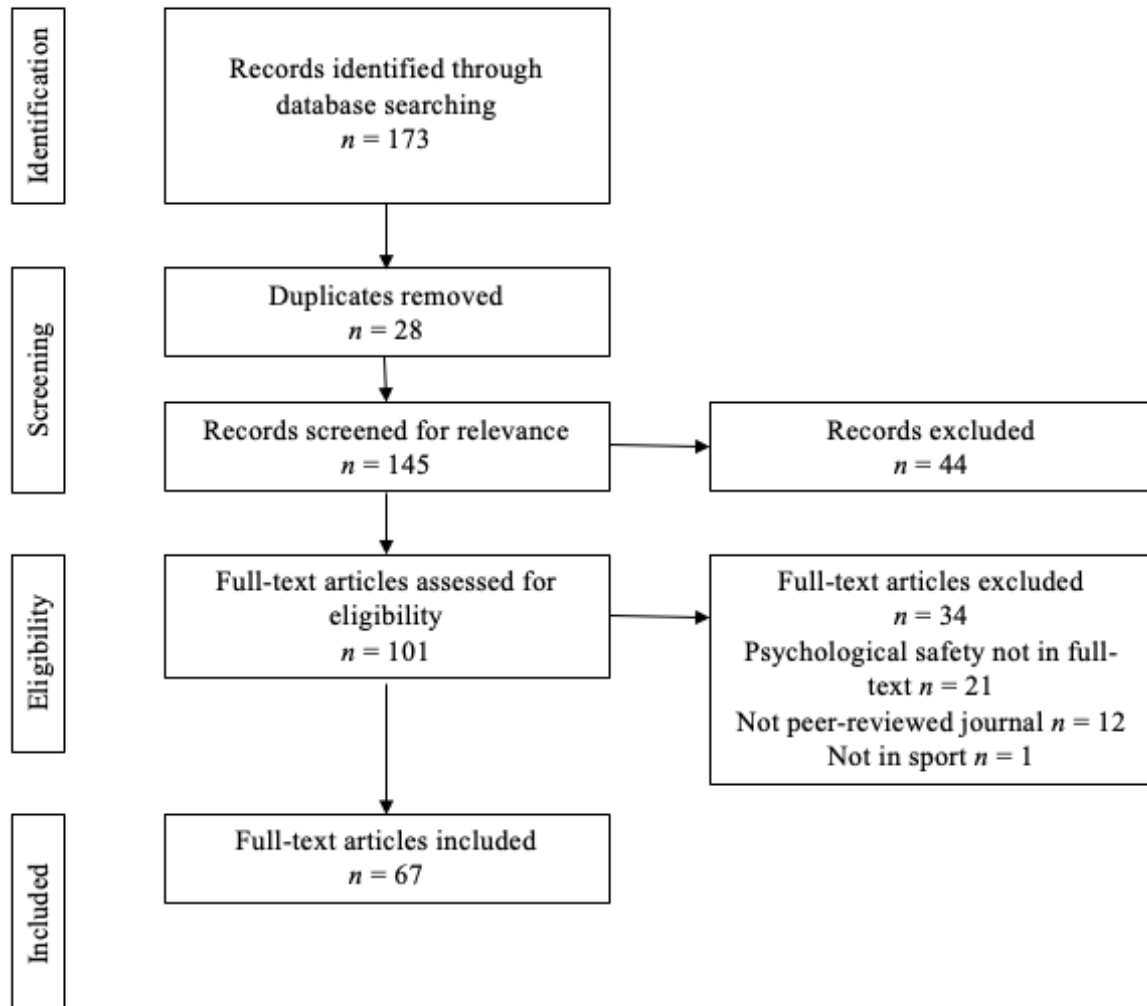 Identification
Records identified through
database searching
n = 173
Screening
Duplicates removed
n = 28
Records screened for relevance
n = 145
Records excluded
n = 44
Eligibility
Full-text articles assessed for
eligibility
n = 101
Full-text articles excluded
n = 34
Psychological safety not in full-
text n = 21
Not peer-reviewed journal n = 12
Not in sport n = 1
Included
Full-text articles included
n = 67